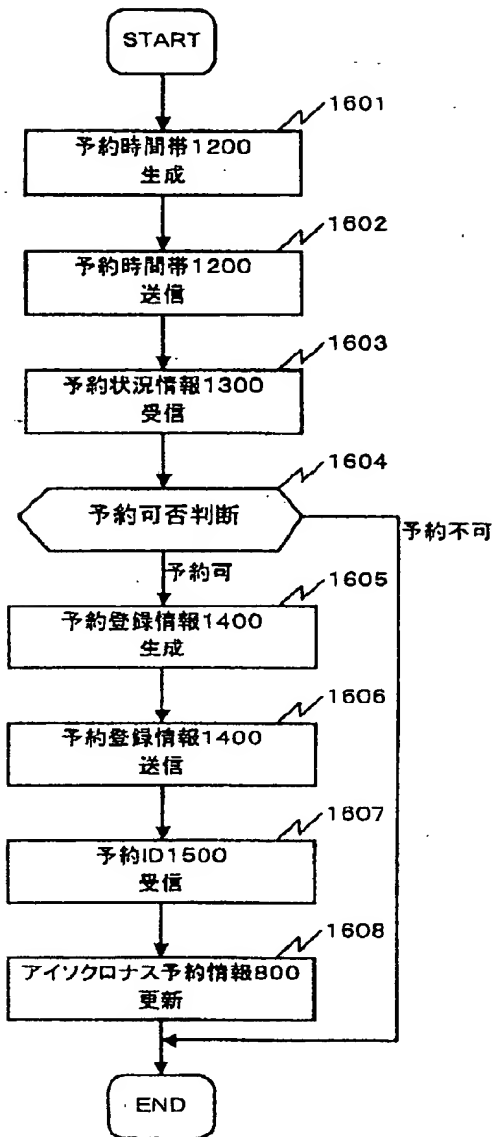 START
1601
予約時間帯1200
生成
1602
予約時間帯1200
送信
1603
予約状況情報1300
受信
1604
予約可否判断
予約不可
予約可
1605
予約登録情報1400
生成
1606
予約登録情報1400
送信
1607
予約ID1500
受信
1608
アイソクロナス予約情報800
更新
END